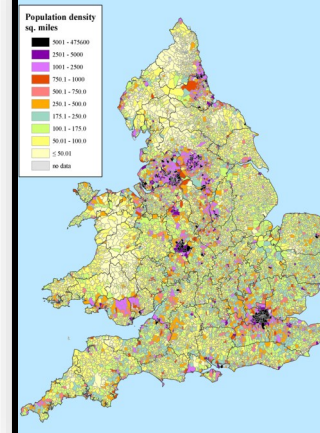 Population density
sq. miles
5001 - 475600
2501 - 5000
1001 - 2500
750.1 - 1000
500.1 - 750.0
250.1 - 500.0
175.1 - 250.0
100.1 - 175.0
50.01 - 100.0
≤ 50.01
no data